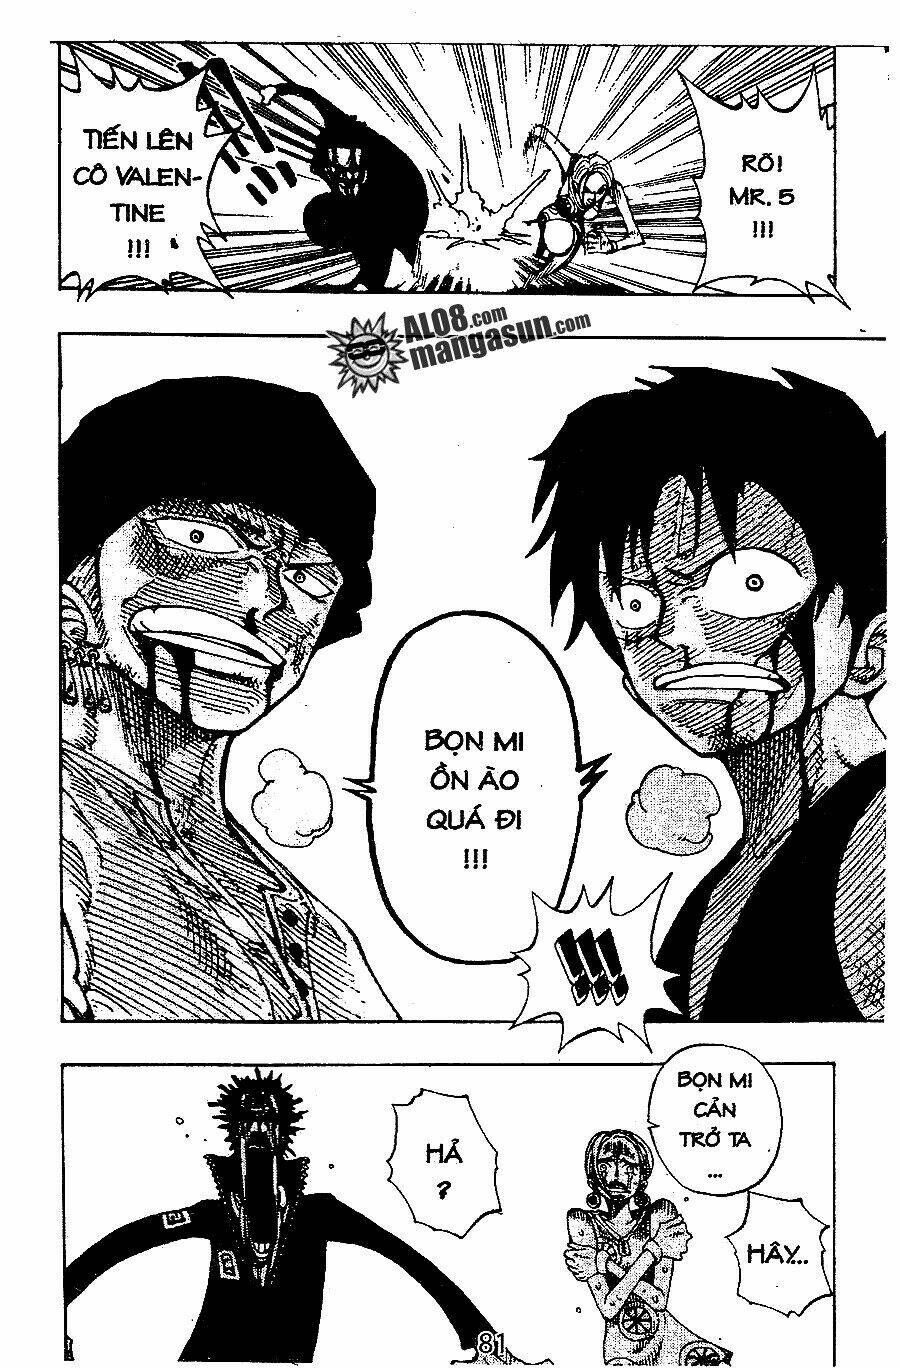 TIẾN LÊN
CÔ VALEN-
TINE
!!!
RÕ!
MR. 5
!!!
AL08.com
mangasun.com
BỌN MI
ỒN ÀO
QUÁ ĐI
!!!
!!!
BỌN MI
CẢN
TRỞ TA
...
HẢ
?
HÂY...
81